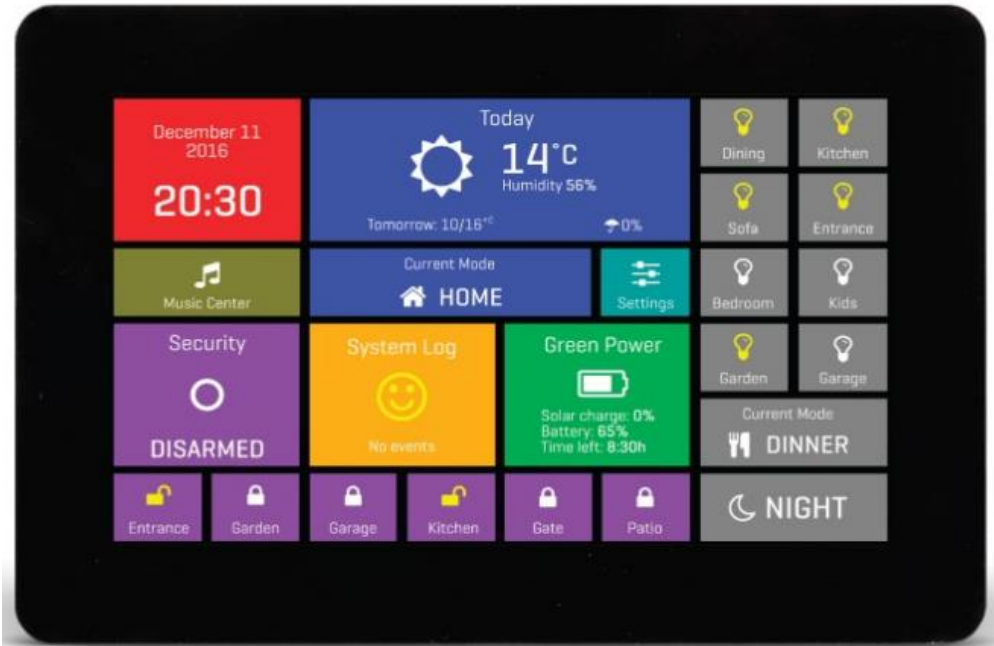 December 11
2016
20:30
Today
14°C
Humidity 56%
Tomorrow: 10/16°C
0%
Dining
Kitchen
Sofa
Entrance
Music Center
Current Mode
HOME
Settings
Bedroom
Kids
Security
DISARMED
System Log
No events
Green Power
Solar charge: 0%
Battery: 65%
Time left: 8:30h
Garden
Garage
Current Mode
DINNER
Entrance
Garden
Garage
Kitchen
Gate
Patio
NIGHT